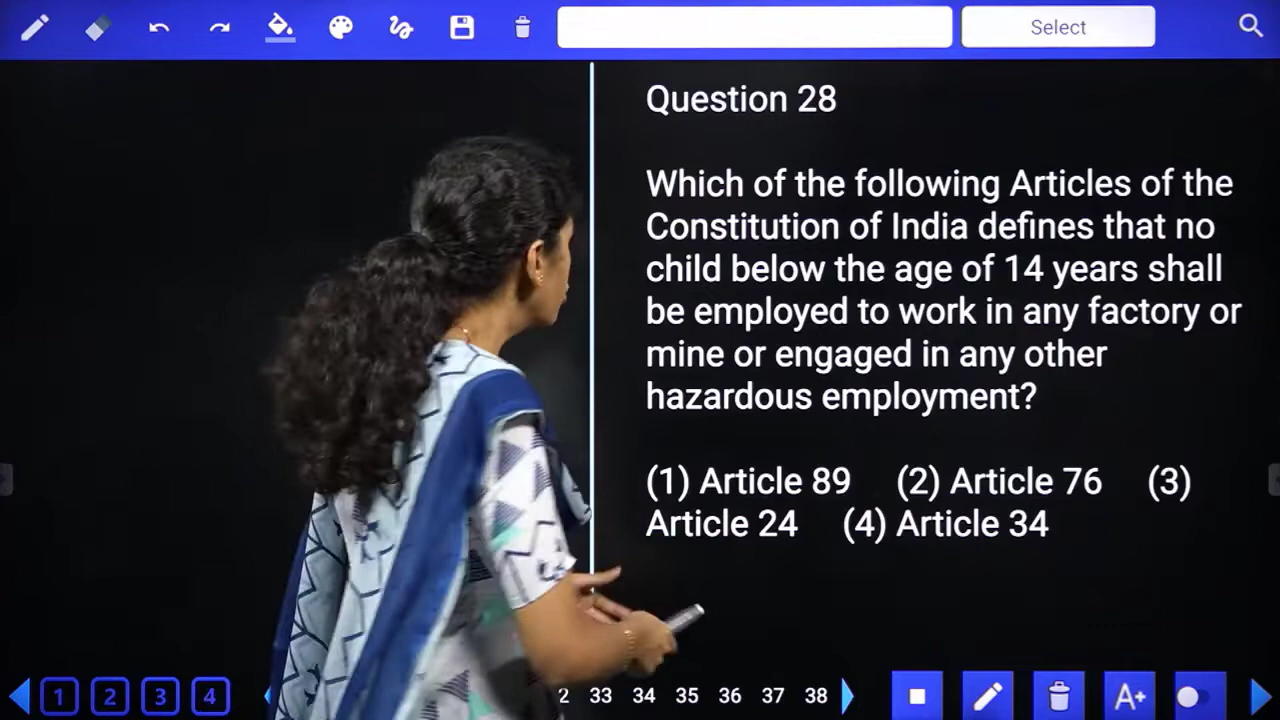 Select
Question 28
Which of the following Articles of the
Constitution of India defines that no
child below the age of 14 years shall
be employed to work in any factory or
mine or engaged in any other
hazardous employment?
(1) Article 89 (2) Article 76 (3)
Article 24 (4) Article 34
1 2 3 4 2 33 34 35 36 37 38 A+